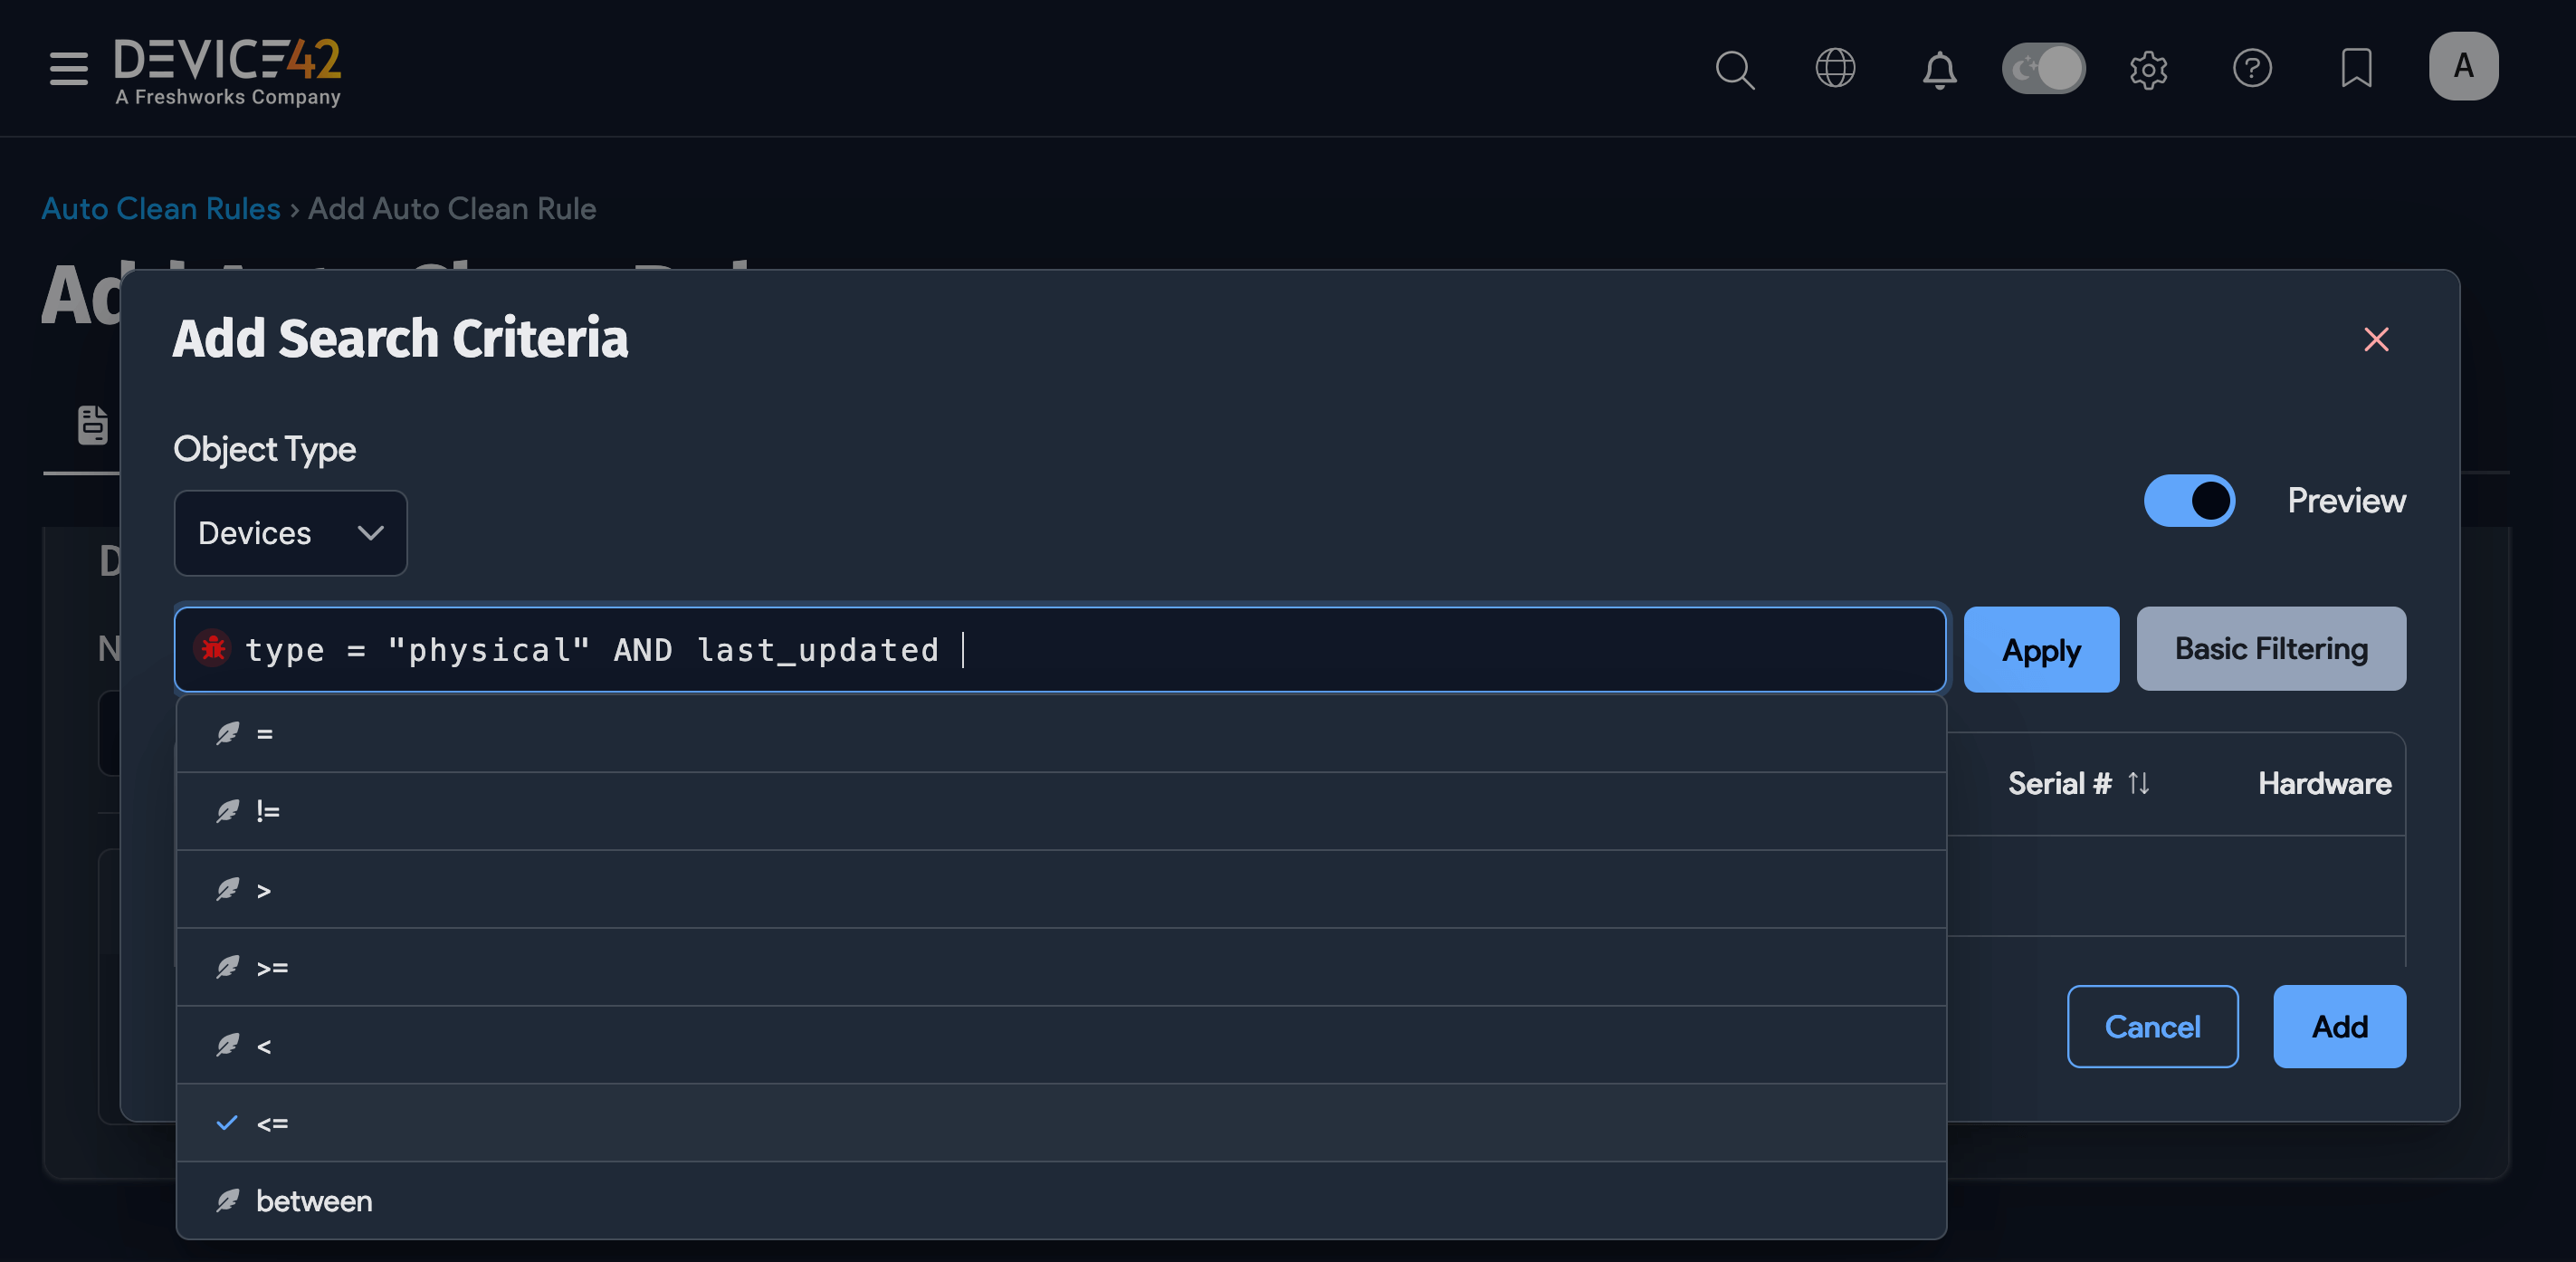 DEVICE42
A Freshworks Company
A
Auto Clean Rules › Add Auto Clean Rule
Add Search Criteria
Object Type
Devices
Preview
type = "physical" AND last_updated
Apply
Basic Filtering
=
!=
>
>=
<
<=
between
Serial #
Hardware
Cancel
Add